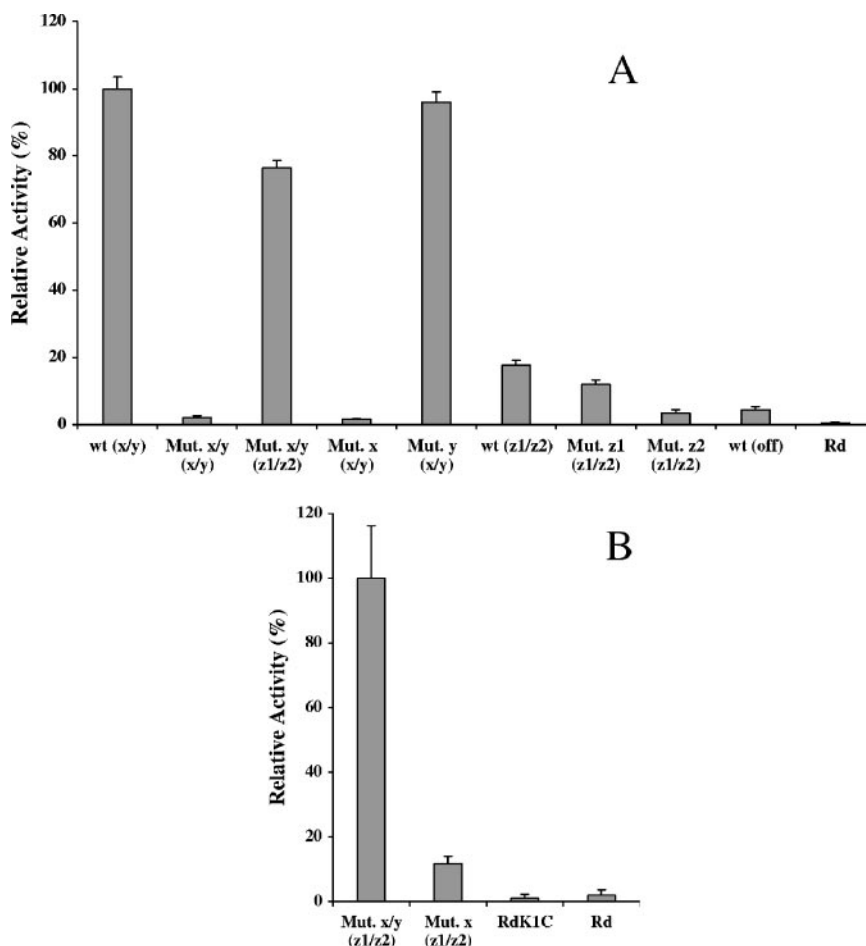 A
Relative Activity (%)
120
100
80
60
40
20
0
wt (x/y)
Mut. x/y
(x/y)
Mut. x/y
(z1/z2)
Mut. x
(x/y)
Mut. y
(x/y)
wt (z1/z2)
Mut. z1
(z1/z2)
Mut. z2
(z1/z2)
wt (off)
Rd
B
Relative Activity (%)
120
100
80
60
40
20
0
Mut. x/y
(z1/z2)
Mut. x
(z1/z2)
RdK1C
Rd